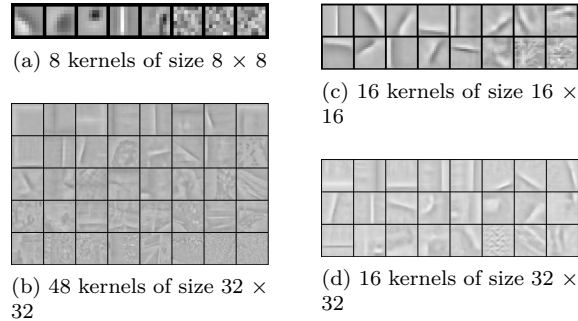 (a) 8 kernels of size 8 × 8
(b) 48 kernels of size 32 ×
32
(c) 16 kernels of size 16 ×
16
(d) 16 kernels of size 32 ×
32